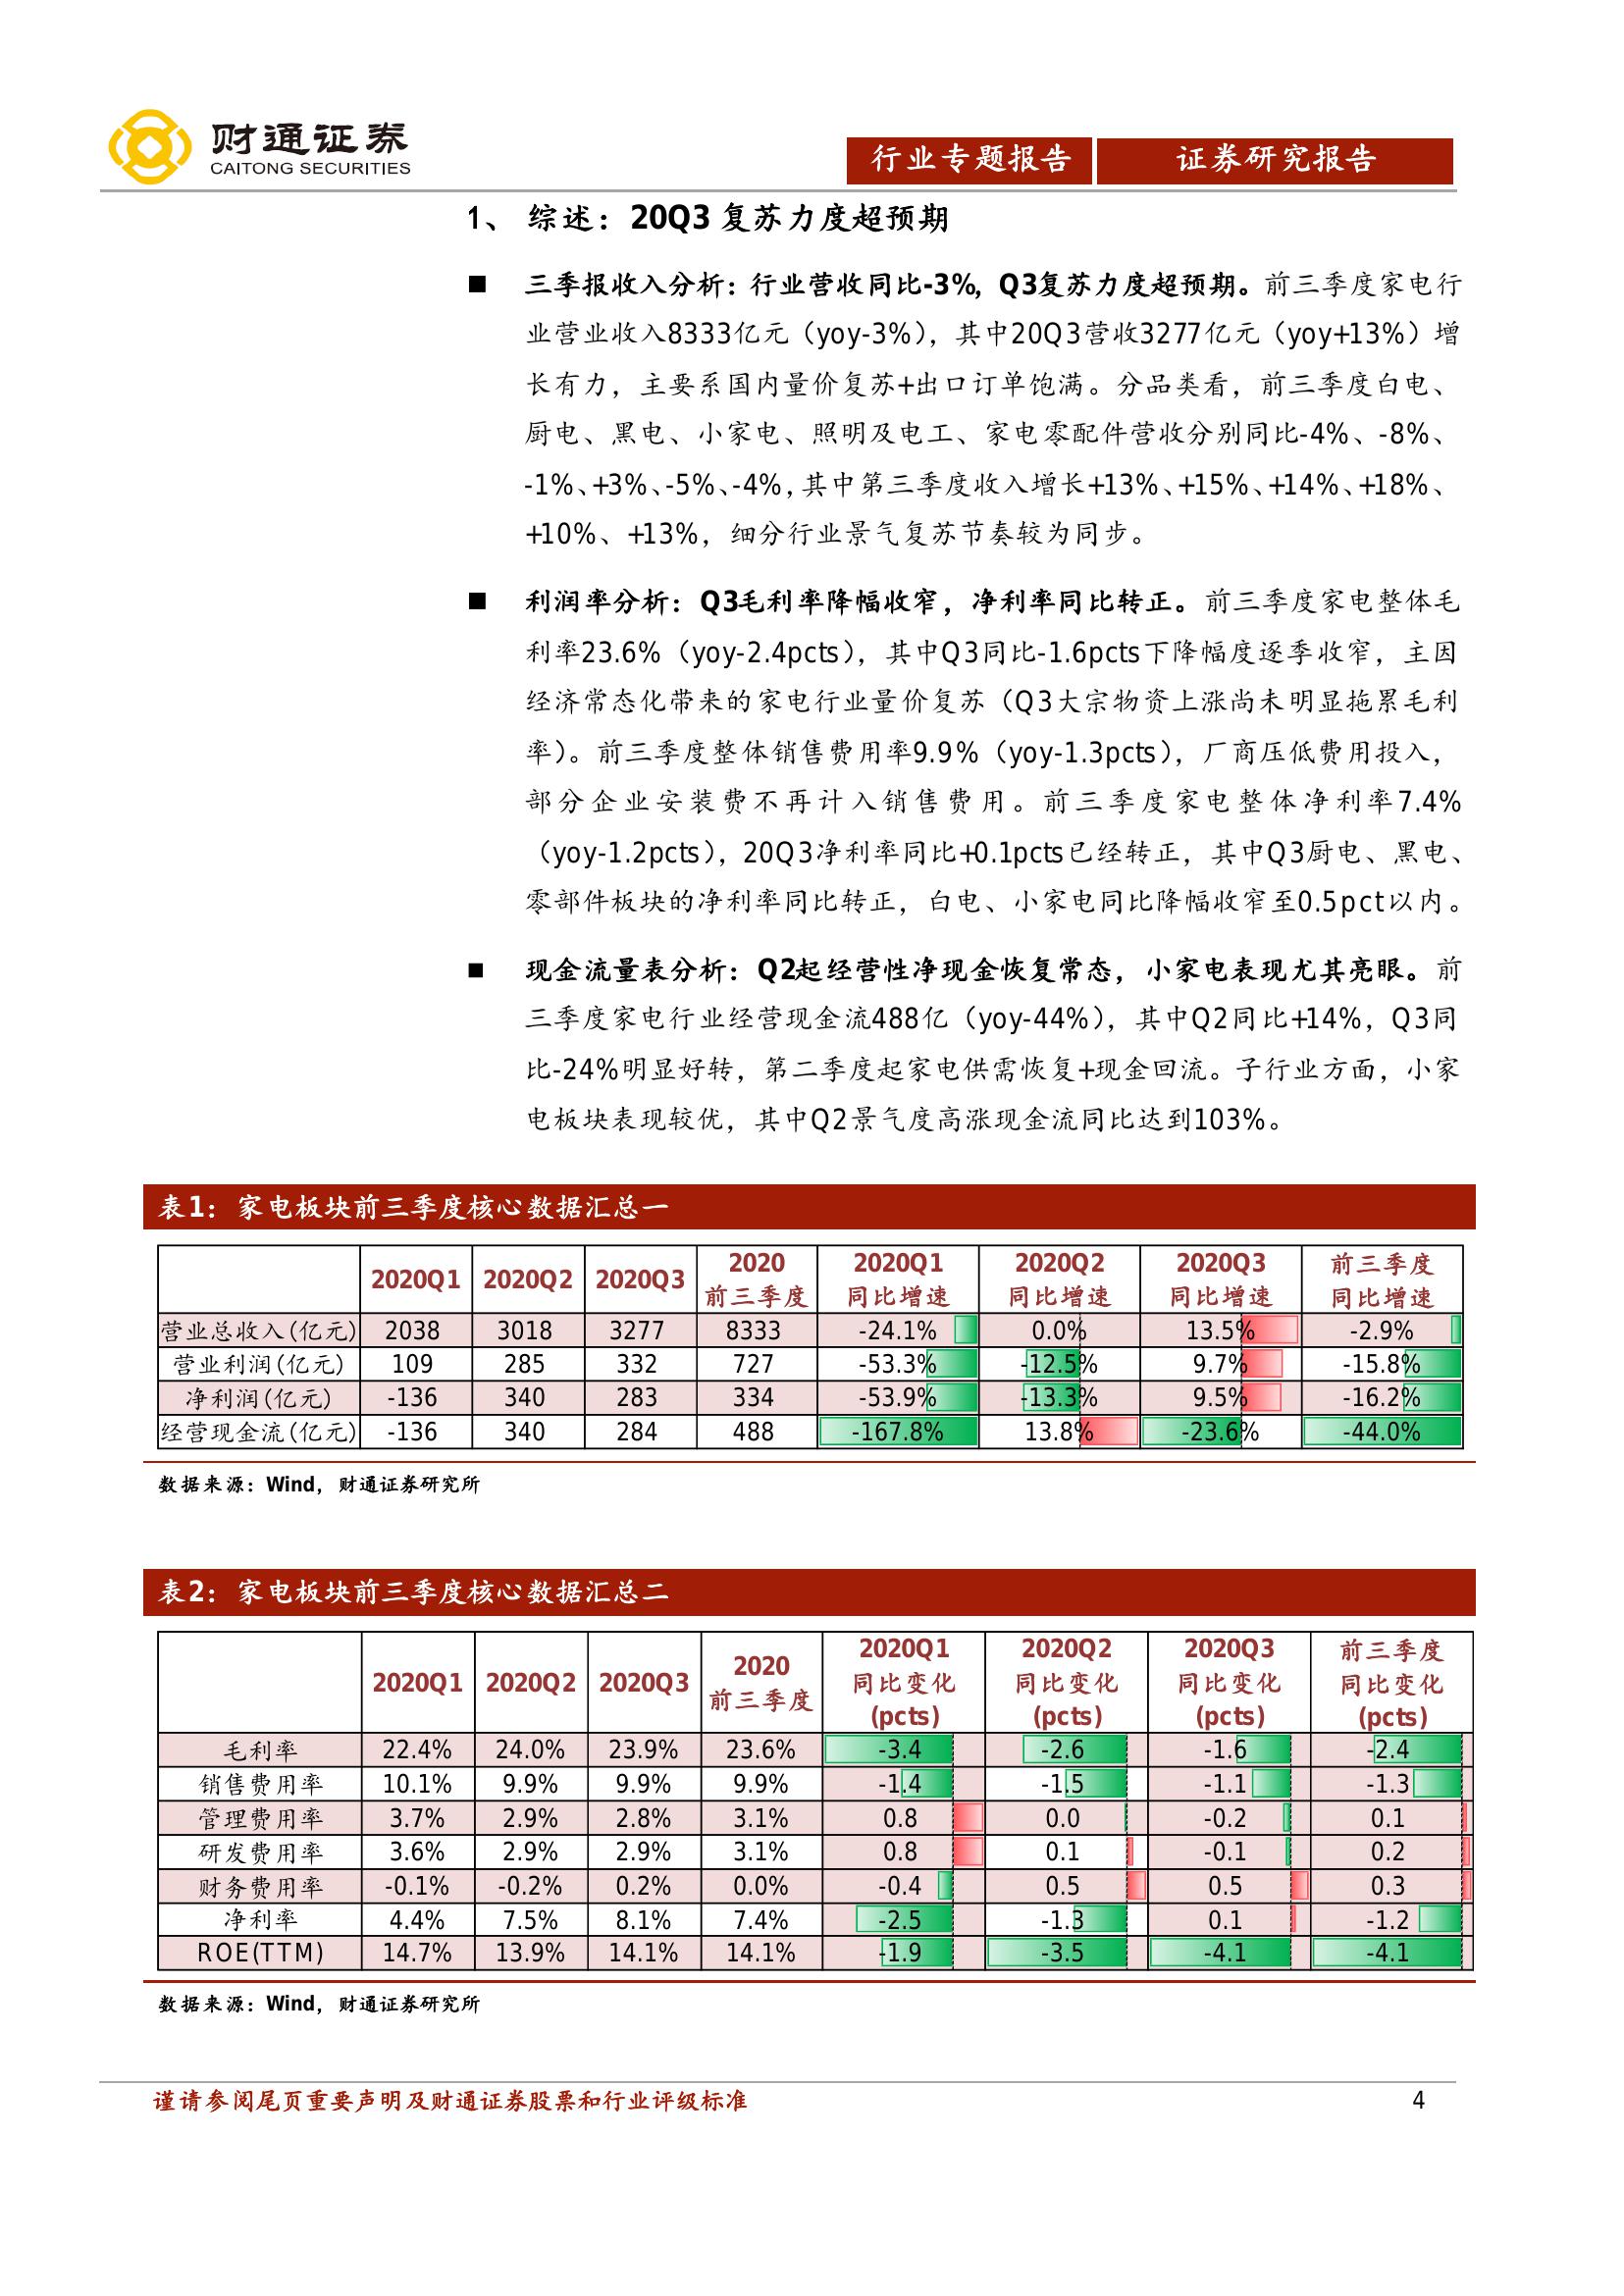 财通证券
CAITONG SECURITIES
行业专题报告 证券研究报告
1、 综述：20Q3 复苏力度超预期
■ 三季报收入分析：行业营收同比-3%，Q3复苏力度超预期。前三季度家电行
业营业收入8333亿元（yoy-3%），其中20Q3营收3277亿元（yoy+13%）增
长有力，主要系国内量价复苏+出口订单饱满。分品类看，前三季度白电、
厨电、黑电、小家电、照明及电工、家电零配件营收分别同比-4%、-8%、
-1%、+3%、-5%、-4%，其中第三季度收入增长+13%、+15%、+14%、+18%、
+10%、+13%，细分行业景气复苏节奏较为同步。
■ 利润率分析：Q3毛利率降幅收窄，净利率同比转正。前三季度家电整体毛
利率23.6%（yoy-2.4pcts），其中Q3同比-1.6pcts下降幅度逐季收窄，主因
经济常态化带来的家电行业量价复苏（Q3大宗物资上涨尚未明显拖累毛利
率）。前三季度整体销售费用率9.9%（yoy-1.3pcts），厂商压低费用投入，
部分企业安装费不再计入销售费用。前三季度家电整体净利率7.4%
（yoy-1.2pcts），20Q3净利率同比+0.1pcts已经转正，其中Q3厨电、黑电、
零部件板块的净利率同比转正，白电、小家电同比降幅收窄至0.5pct以内。
■ 现金流量表分析：Q2起经营性净现金恢复常态，小家电表现尤其亮眼。前
三季度家电行业经营现金流488亿（yoy-44%），其中Q2同比+14%，Q3同
比-24%明显好转，第二季度起家电供需恢复+现金回流。子行业方面，小家
电板块表现较优，其中Q2景气度高涨现金流同比达到103%。
表1：家电板块前三季度核心数据汇总一
2020Q1 2020Q2 2020Q3 2020 前三季度 2020Q1 同比增速 2020Q2 同比增速 2020Q3 同比增速 前三季度 同比增速
营业总收入(亿元) 2038 3018 3277 8333 -24.1% 0.0% 13.5% -2.9%
营业利润(亿元) 109 285 332 727 -53.3% -12.5% 9.7% -15.8%
净利润(亿元) -136 340 283 334 -53.9% -13.3% 9.5% -16.2%
经营现金流(亿元) -136 340 284 488 -167.8% 13.8% -23.6% -44.0%
数据来源：Wind，财通证券研究所
表2：家电板块前三季度核心数据汇总二
2020Q1 2020Q2 2020Q3 2020 前三季度 2020Q1 同比变化 (pcts) 2020Q2 同比变化 (pcts) 2020Q3 同比变化 (pcts) 前三季度 同比变化 (pcts)
毛利率 22.4% 24.0% 23.9% 23.6% -3.4 -2.6 -1.6 -2.4
销售费用率 10.1% 9.9% 9.9% 9.9% -1.4 -1.5 -1.1 -1.3
管理费用率 3.7% 2.9% 2.8% 3.1% 0.8 0.0 -0.2 0.1
研发费用率 3.6% 2.9% 2.9% 3.1% 0.8 0.1 -0.1 0.2
财务费用率 -0.1% -0.2% 0.2% 0.0% -0.4 0.5 0.5 0.3
净利率 4.4% 7.5% 8.1% 7.4% -2.5 -1.3 0.1 -1.2
ROE(TTM) 14.7% 13.9% 14.1% 14.1% -1.9 -3.5 -4.1 -4.1
数据来源：Wind，财通证券研究所
谨请参阅尾页重要声明及财通证券股票和行业评级标准 4